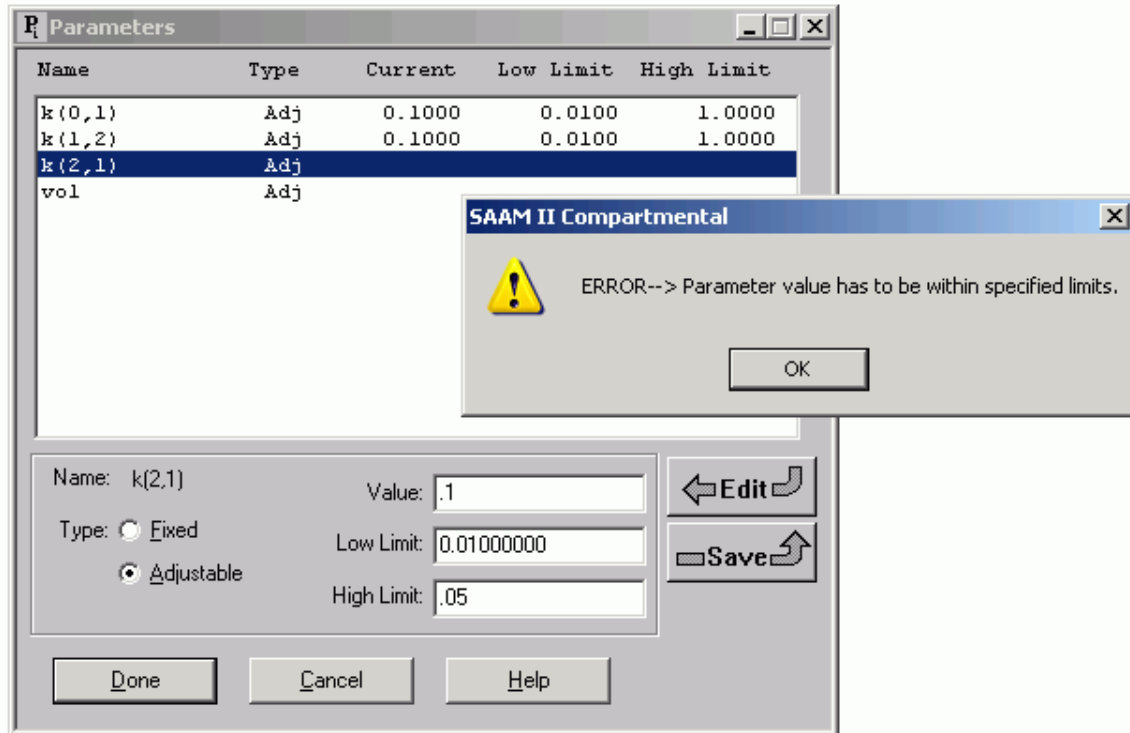 Parameters
Name Type Current Low Limit High Limit
k(0,1) Adj 0.1000 0.0100 1.0000
k(1,2) Adj 0.1000 0.0100 1.0000
k(2,1) Adj
vol Adj
SAAM II Compartmental
ERROR--> Parameter value has to be within specified limits.
OK
Name: k(2,1)
Type: Fixed
Adjustable
Value: .1
Low Limit: 0.01000000
High Limit: .05
Edit
Save
Done Cancel Help